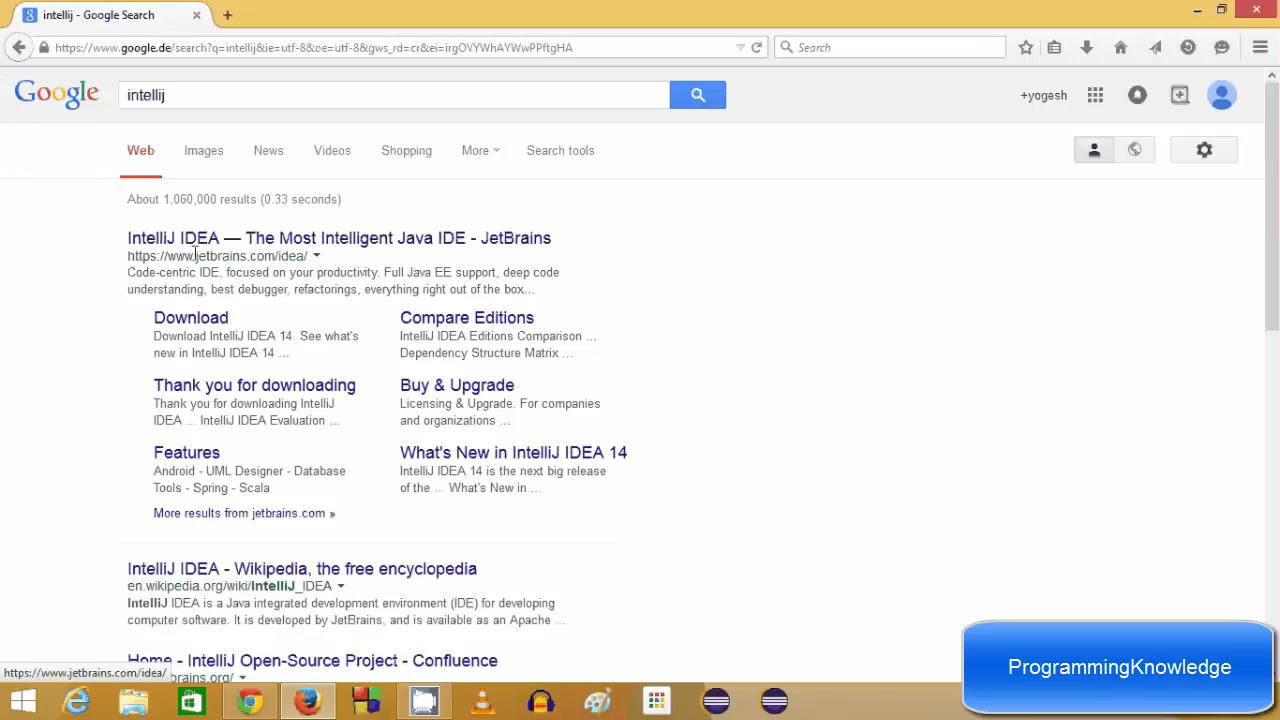 intellij - Google Search
https://www.google.de/search?q=intellij&ie=utf-8&oe=utf-8&gws_rd=cr&ei=irgOVYWhAYWwPPftgHA
Search
Google
intellij
+yogesh
Web Images News Videos Shopping More Search tools
About 1,060,000 results (0.33 seconds)
IntelliJ IDEA — The Most Intelligent Java IDE - JetBrains
https://www.jetbrains.com/idea/
Code-centric IDE, focused on your productivity. Full Java EE support, deep code
understanding, best debugger, refactorings, everything right out of the box...
Download
Download IntelliJ IDEA 14. See what's
new in IntelliJ IDEA 14 ...
Compare Editions
IntelliJ IDEA Editions Comparison ...
Dependency Structure Matrix ...
Thank you for downloading
Thank you for downloading IntelliJ
IDEA ... IntelliJ IDEA Evaluation ...
Buy & Upgrade
Licensing & Upgrade. For companies
and organizations ...
Features
Android - UML Designer - Database
Tools - Spring - Scala
What's New in IntelliJ IDEA 14
IntelliJ IDEA 14 is the next big release
of the ... What's New in ...
More results from jetbrains.com »
IntelliJ IDEA - Wikipedia, the free encyclopedia
en.wikipedia.org/wiki/IntelliJ_IDEA
IntelliJ IDEA is a Java integrated development environment (IDE) for developing
computer software. It is developed by JetBrains, and is available as an Apache ...
Home - IntelliJ Open-Source Project - Confluence
https://www.jetbrains.com/idea/
brains.org/
ProgrammingKnowledge